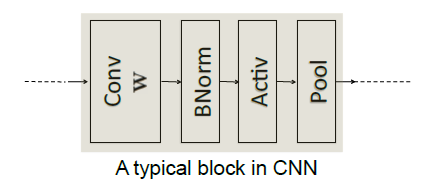 Conv
W
BNorm
Activ
Pool
A typical block in CNN